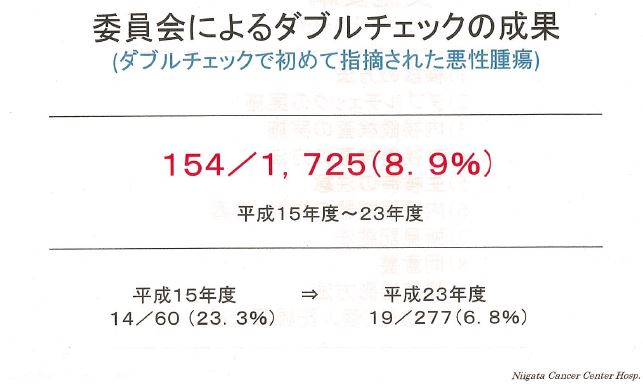 委員会によるダブルチェックの成果
(ダブルチェックで初めて指摘された悪性腫瘍)
154／1，725(8．9%)
平成15年度～23年度
平成15年度 ⇒ 平成23年度
14／60 (23．3%) 19／277(6．8%)
Niigata Cancer Center Hosp.